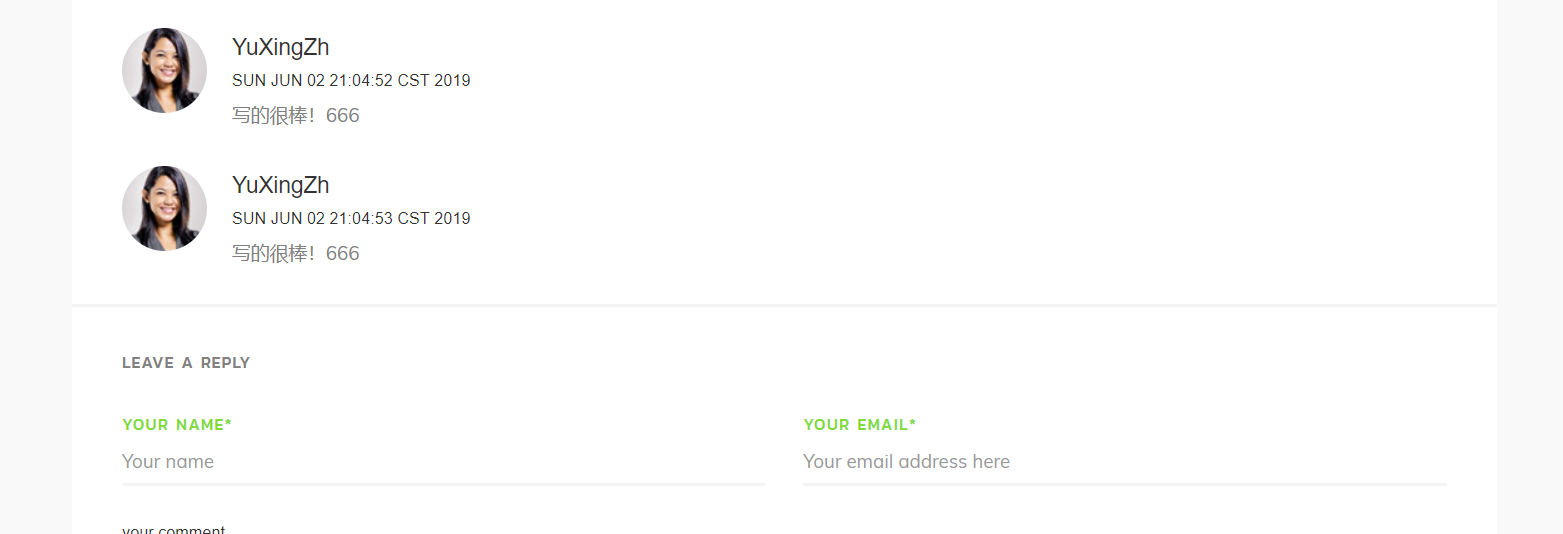 YuXingZh
SUN JUN 02 21:04:52 CST 2019
写的很棒！666
YuXingZh
SUN JUN 02 21:04:53 CST 2019
写的很棒！666
LEAVE A REPLY
YOUR NAME*
YOUR EMAIL*
Your name
Your email address here
your comment